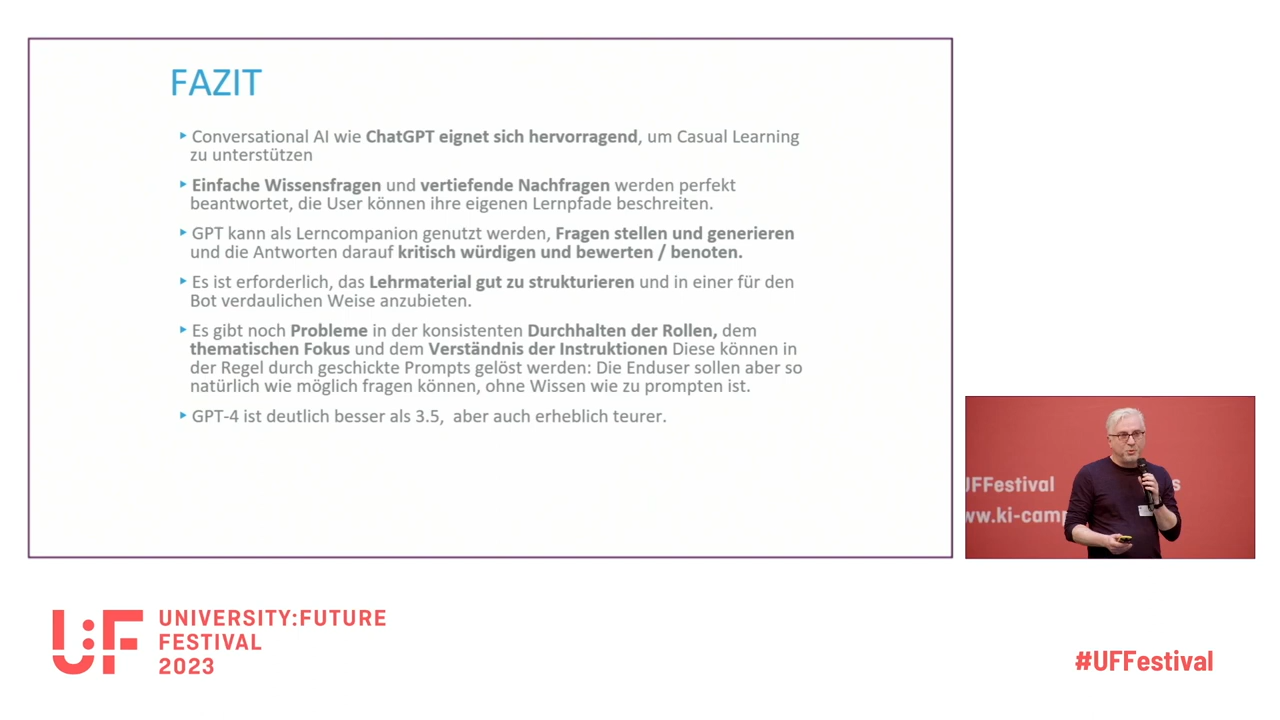 FAZIT
Conversational AI wie ChatGPT eignet sich hervorragend, um Casual Learning
zu unterstützen
Einfache Wissensfragen und vertiefende Nachfragen werden perfekt
beantwortet, die User können ihre eigenen Lernpfade beschreiten.
GPT kann als Lerncompanion genutzt werden, Fragen stellen und generieren
und die Antworten darauf kritisch würdigen und bewerten / benoten.
Es ist erforderlich, das Lehrmaterial gut zu strukturieren und in einer für den
Bot verdaulichen Weise anzubieten.
Es gibt noch Probleme in der konsistenten Durchhalten der Rollen, dem
thematischen Fokus und dem Verständnis der Instruktionen Diese können in
der Regel durch geschickte Prompts gelöst werden: Die Enduser sollen aber so
natürlich wie möglich fragen können, ohne Wissen wie zu prompten ist.
GPT-4 ist deutlich besser als 3.5, aber auch erheblich teurer.
UFFestival
ww.ki-camp
s
U:F
UNIVERSITY:FUTURE
FESTIVAL
2023
#UFFestival